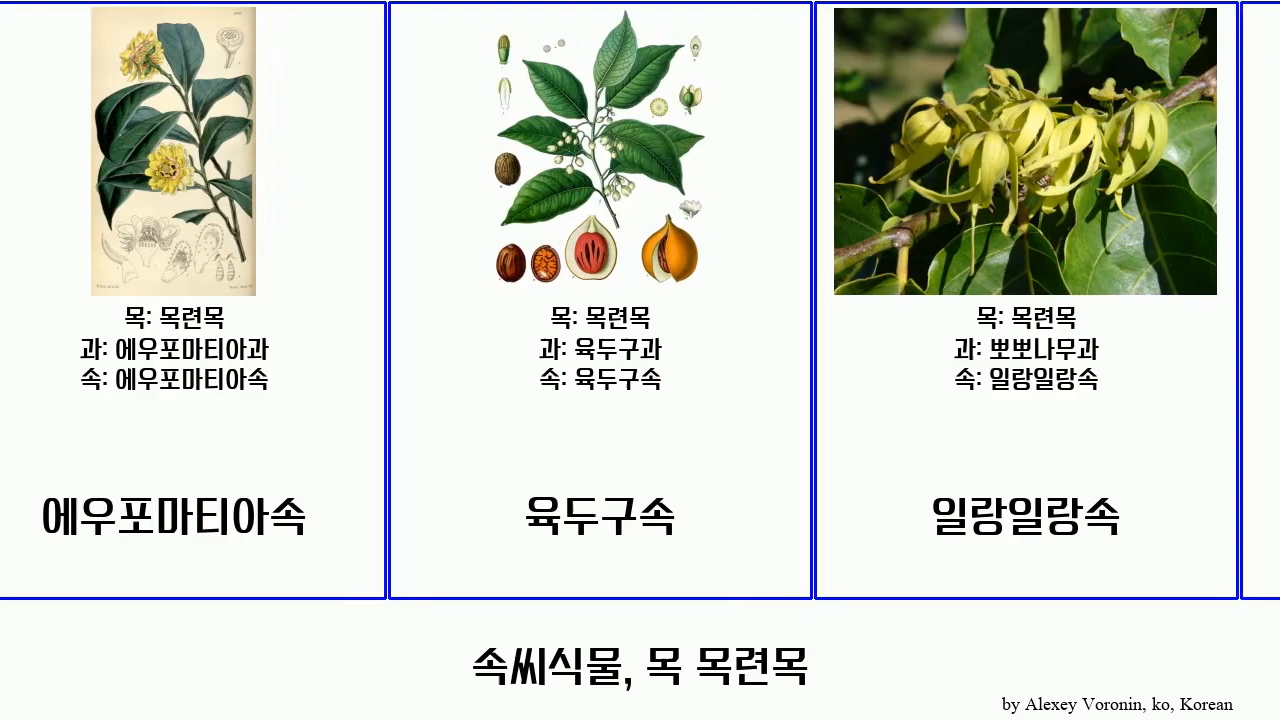 목: 목련목
과: 에우포마티아과
속: 에우포마티아속
에우포마티아속
목: 목련목
과: 육두구과
속: 육두구속
육두구속
목: 목련목
과: 뽀뽀나무과
속: 일랑일랑속
일랑일랑속
속씨식물, 목 목련목
by Alexey Voronin, ko, Korean